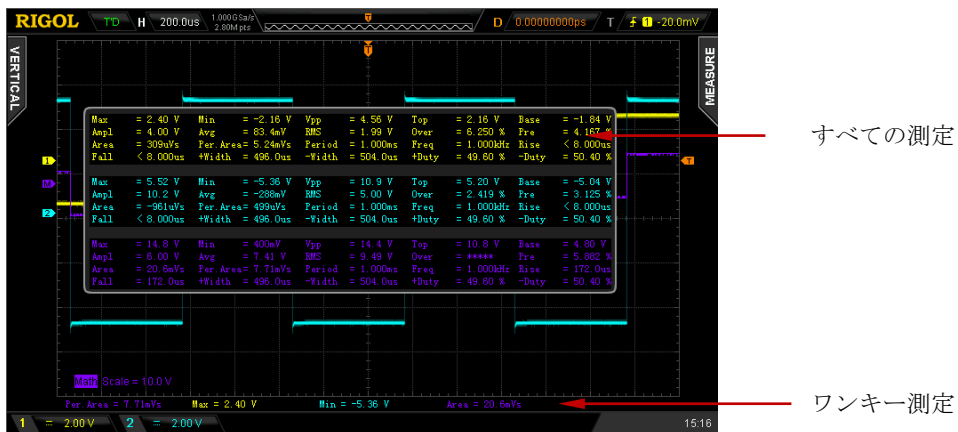 RIGOL T'D H 200.0us 1.000GSa/s 2.80M pts D 0.00000000ps T 1 -20.0mV
T
VERTICAL
MEASURE
Max = 2.40 V Min = -2.16 V Vpp = 4.56 V Top = 2.16 V Base = -1.84 V
Ampl = 4.00 V Avg = 83.4mV RMS = 1.99 V Over = 6.250 % Pre = 4.167 %
Area = 309uVs Per.Area= 5.24mVs Period = 1.000ms Freq = 1.000kHz Rise < 8.000us
Fall < 8.000us +Width = 496.0us -Width = 504.0us +Duty = 49.60 % -Duty = 50.40 %
すべての測定
1
T
M
2
Max = 5.52 V Min = -5.36 V Vpp = 10.9 V Top = 5.20 V Base = -5.04 V
Ampl = 10.2 V Avg = -286mV RMS = 5.00 V Over = 2.419 % Pre = 3.125 %
Area = -961uVs Per.Area= 499uVs Period = 1.000ms Freq = 1.000kHz Rise < 8.000us
Fall < 8.000us +Width = 496.0us -Width = 504.0us +Duty = 49.60 % -Duty = 50.40 %
Max = 14.8 V Min = 400mV Vpp = 14.4 V Top = 10.8 V Base = 4.80 V
Ampl = 6.00 V Avg = 7.41 V RMS = 9.49 V Over = ***** Pre = 5.882 %
Area = 20.6mVs Per.Area= 7.71mVs Period = 1.000ms Freq = 1.000kHz Rise = 172.0us
Fall = 172.0us +Width = 496.0us -Width = 504.0us +Duty = 49.60 % -Duty = 50.40 %
Main Scale = 10.0 V
Per.Area = 7.71mVs Max = 2.40 V Min = -5.36 V Area = 20.6mVs
ワンキー測定
1 = 2.00 V 2 = 2.00 V 15:16